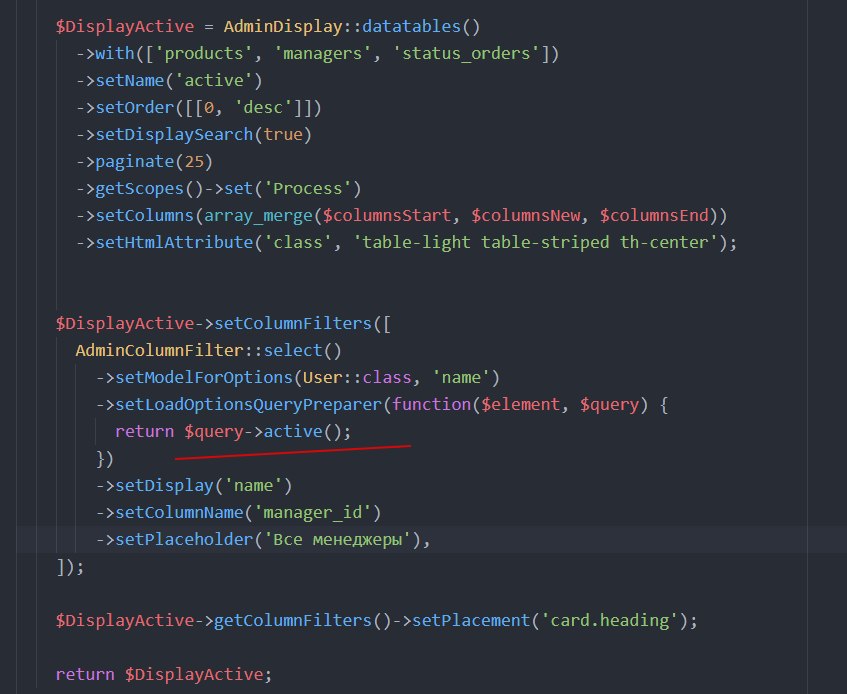 $DisplayActive = AdminDisplay::datatables()
->with(['products', 'managers', 'status_orders'])
->setName('active')
->setOrder([[0, 'desc']])
->setDisplaySearch(true)
->paginate(25)
->getScopes()->set('Process')
->setColumns(array_merge($columnsStart, $columnsNew, $columnsEnd))
->setHtmlAttribute('class', 'table-light table-striped th-center');
$DisplayActive->setColumnFilters([
AdminColumnFilter::select()
->setModelForOptions(User::class, 'name')
->setLoadOptionsQueryPreparer(function($element, $query) {
return $query->active();
})
->setDisplay('name')
->setColumnName('manager_id')
->setPlaceholder('Все менеджеры'),
]);
$DisplayActive->getColumnFilters()->setPlacement('card.heading');
return $DisplayActive;